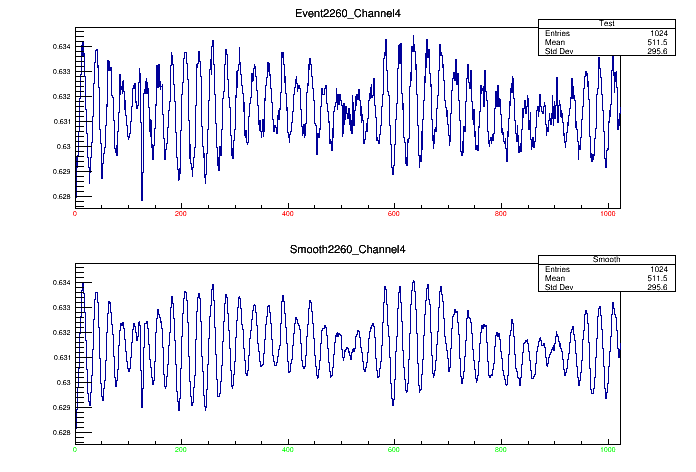 Event2260_Channel4
Test
Entries 1024
Mean 511.5
Std Dev 295.6
0.634
0.633
0.632
0.631
0.63
0.629
0.628
0 200 400 600 800 1000
Smooth2260_Channel4
Smooth
Entries 1024
Mean 511.5
Std Dev 295.6
0.634
0.633
0.632
0.631
0.63
0.629
0.628
0 200 400 600 800 1000